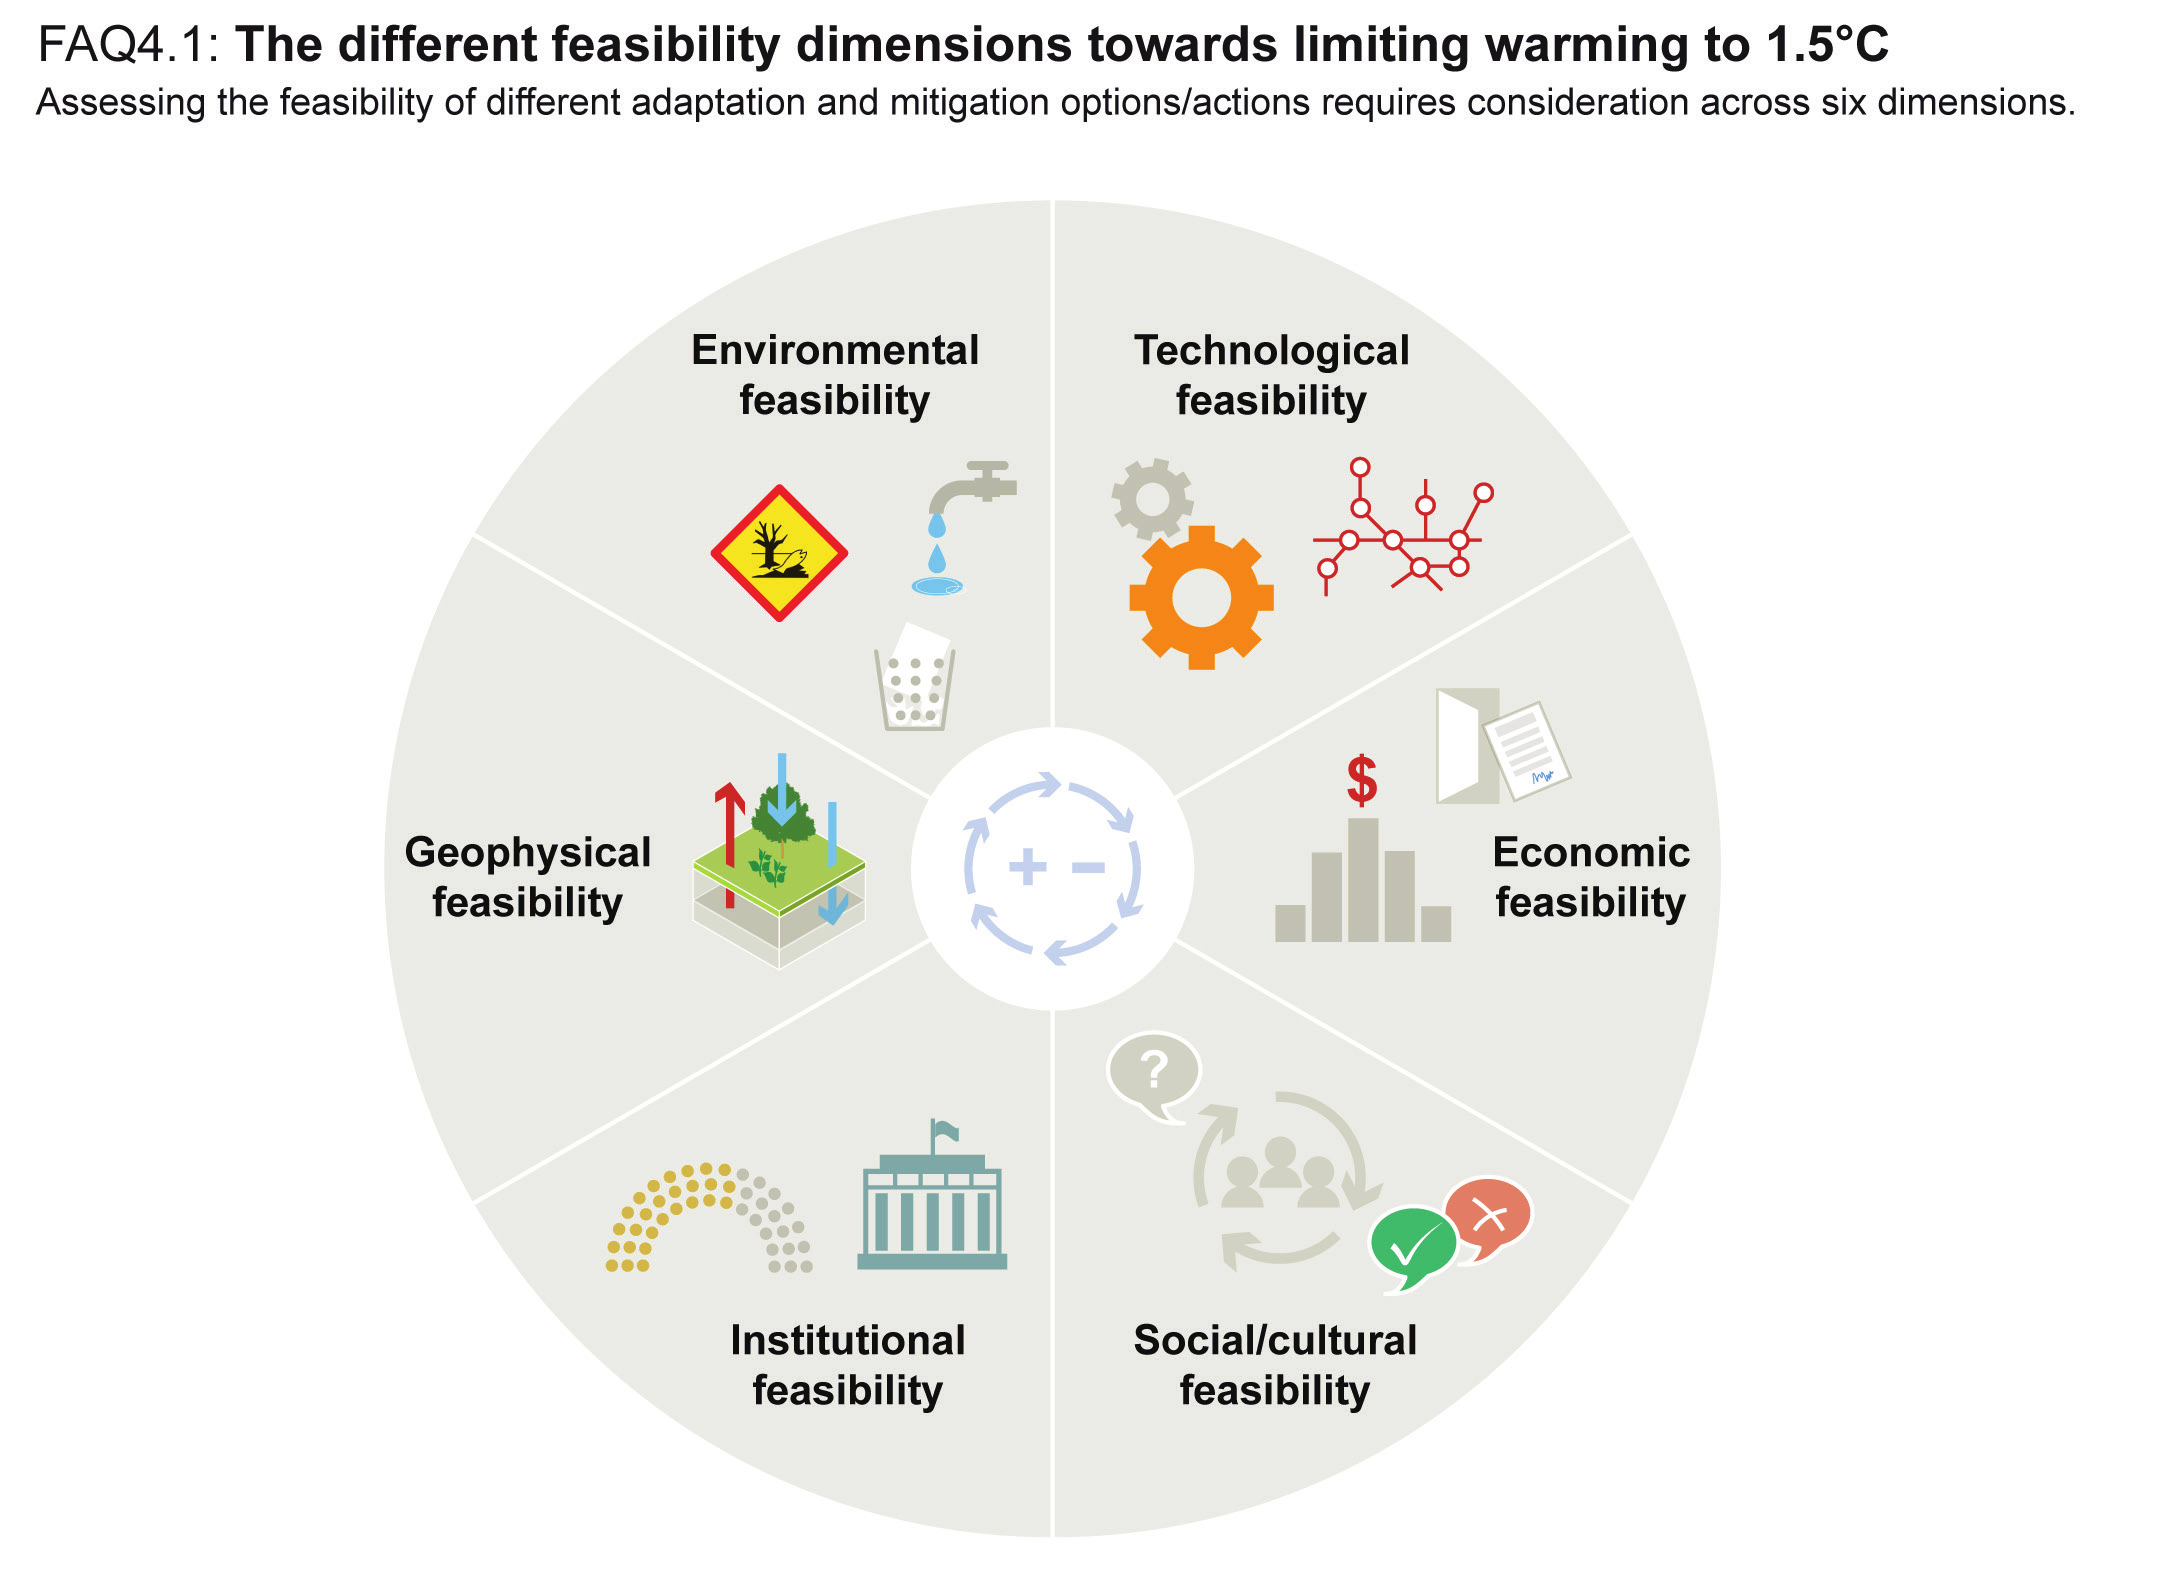 FAQ4.1: The different feasibility dimensions towards limiting warming to 1.5°C
Assessing the feasibility of different adaptation and mitigation options/actions requires consideration across six dimensions.
Environmental
feasibility
Technological
feasibility
$
Geophysical
feasibility
+ −
Economic
feasibility
?
Institutional
feasibility
Social/cultural
feasibility